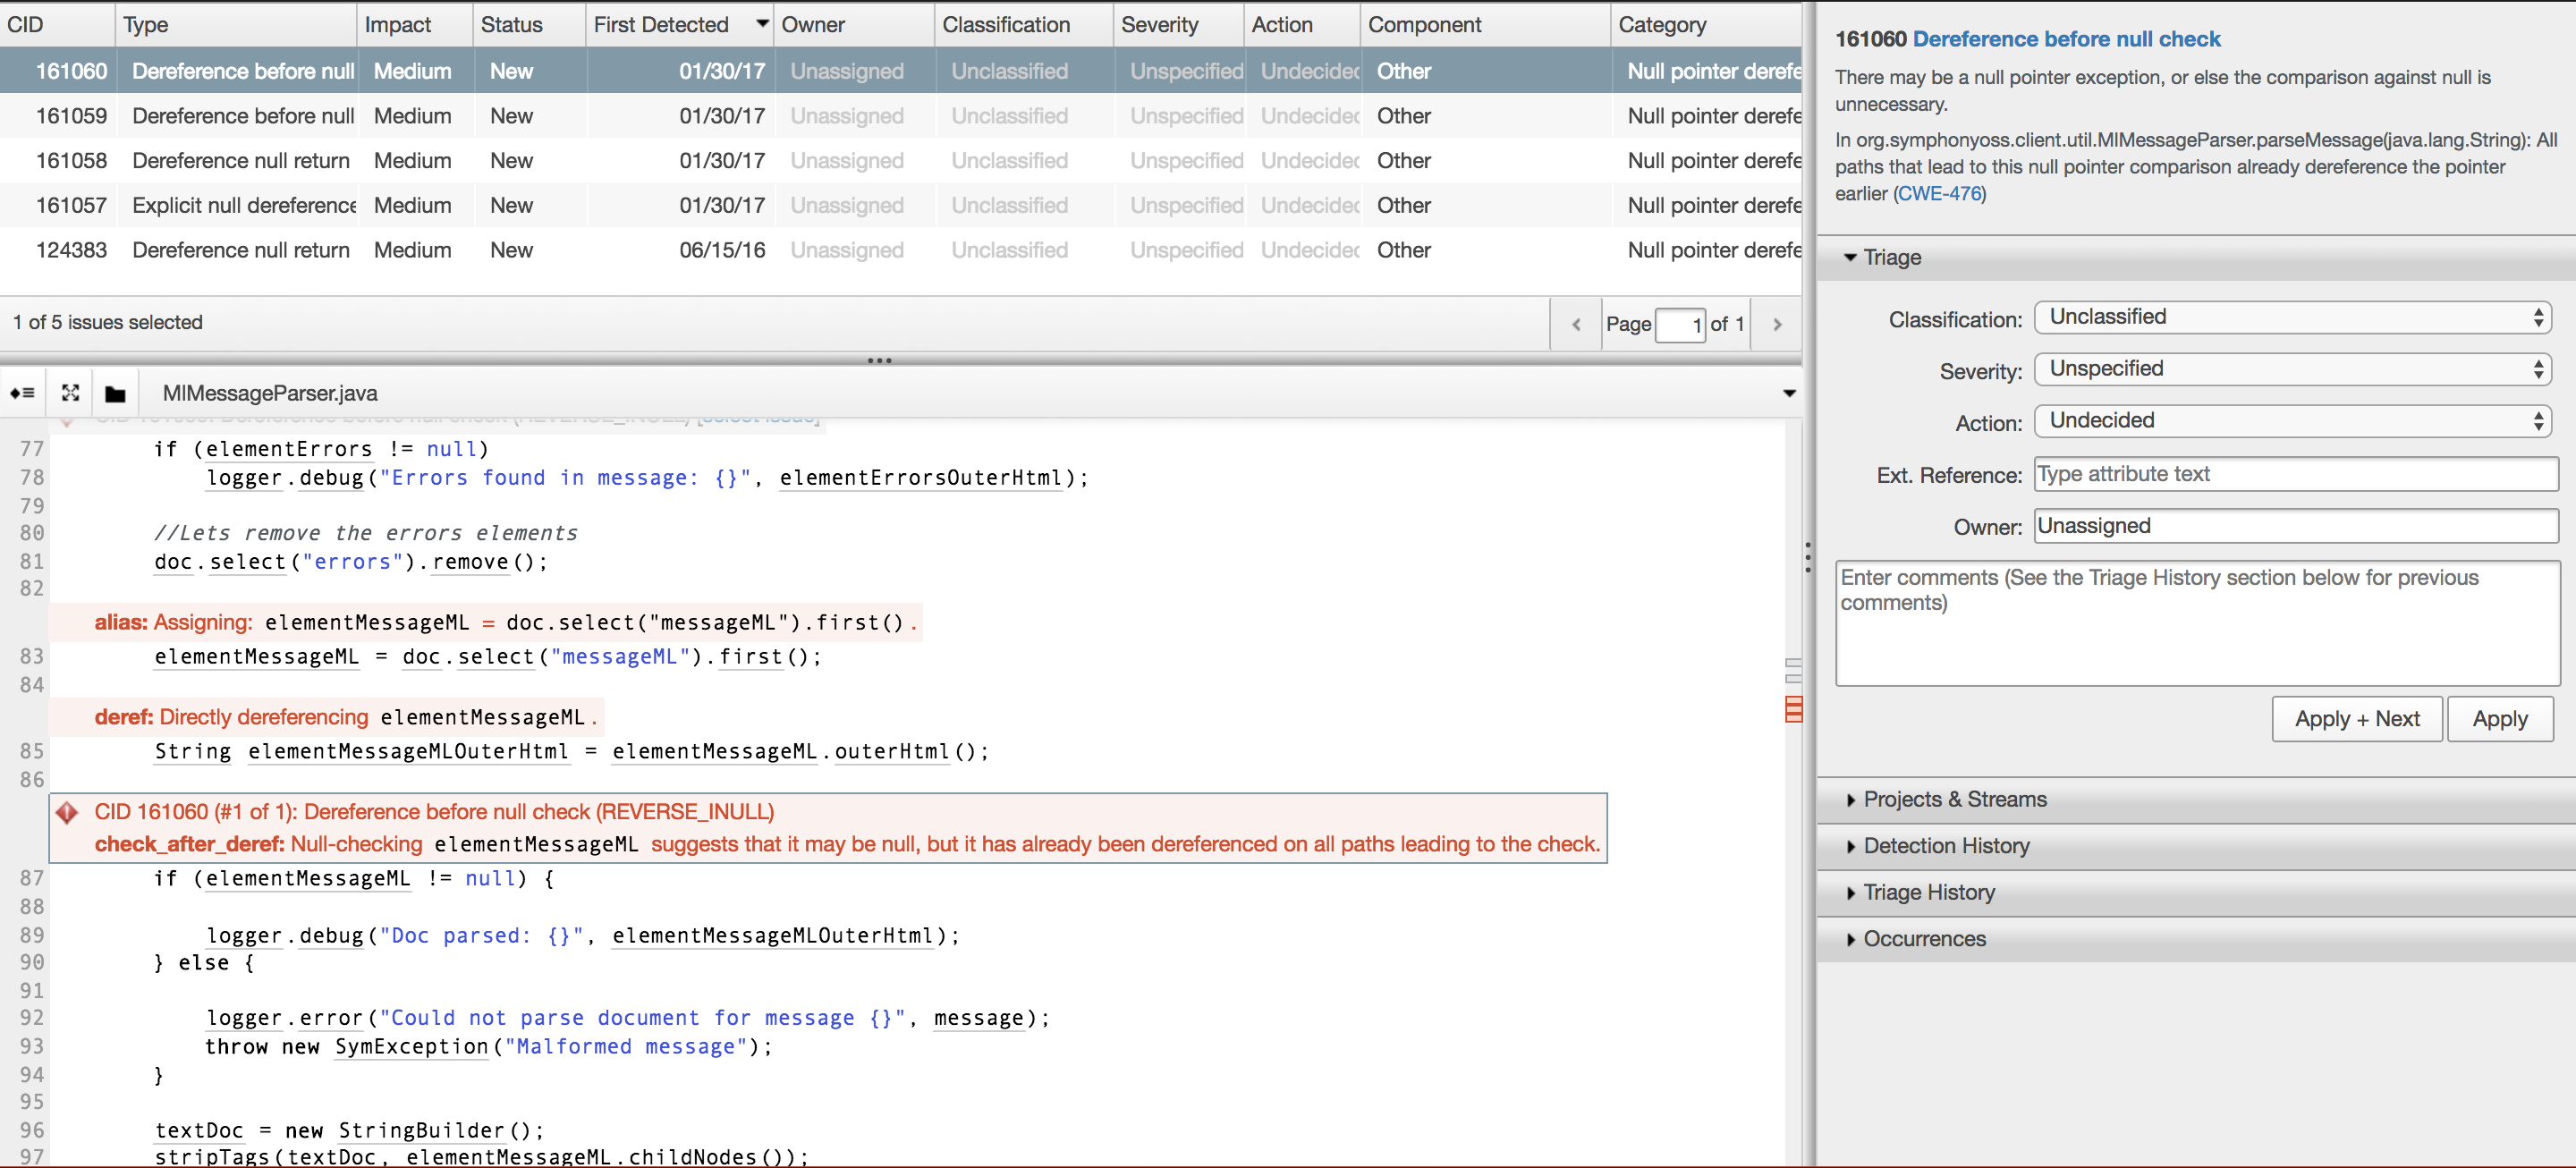 CID Type Impact Status First Detected Owner Classification Severity Action Component Category
161060 Dereference before null Medium New 01/30/17 Unassigned Unclassified Unspecified Undecided Other Null pointer derefe
161059 Dereference before null Medium New 01/30/17 Unassigned Unclassified Unspecified Undecided Other Null pointer derefe
161058 Dereference null return Medium New 01/30/17 Unassigned Unclassified Unspecified Undecided Other Null pointer derefe
161057 Explicit null dereference Medium New 01/30/17 Unassigned Unclassified Unspecified Undecided Other Null pointer derefe
124383 Dereference null return Medium New 06/15/16 Unassigned Unclassified Unspecified Undecided Other Null pointer derefe
1 of 5 issues selected
Page 1 of 1
MlMessageParser.java
77 if (elementErrors != null)
78 logger.debug("Errors found in message: {}", elementErrorsOuterHtml);
79
80 //Lets remove the errors elements
81 doc.select("errors").remove();
82
alias: Assigning: elementMessageML = doc.select("messageML").first().
83 elementMessageML = doc.select("messageML").first();
84
deref: Directly dereferencing elementMessageML.
85 String elementMessageMLOuterHtml = elementMessageML.outerHtml();
86
CID 161060 (#1 of 1): Dereference before null check (REVERSE_INULL)
check_after_deref: Null-checking elementMessageML suggests that it may be null, but it has already been dereferenced on all paths leading to the check.
87 if (elementMessageML != null) {
88
89 logger.debug("Doc parsed: {}", elementMessageMLOuterHtml);
90 } else {
91
92 logger.error("Could not parse document for message {}", message);
93 throw new SymException("Malformed message");
94 }
95
96 textDoc = new StringBuilder();
97 stripTags(textDoc, elementMessageML.childNodes());
161060 Dereference before null check
There may be a null pointer exception, or else the comparison against null is
unnecessary.
In org.symphonyoss.client.util.MlMessageParser.parseMessage(java.lang.String): All
paths that lead to this null pointer comparison already dereference the pointer
earlier (CWE-476)
Triage
Classification: Unclassified
Severity: Unspecified
Action: Undecided
Ext. Reference: Type attribute text
Owner: Unassigned
Enter comments (See the Triage History section below for previous
comments)
Apply + Next Apply
Projects & Streams
Detection History
Triage History
Occurrences